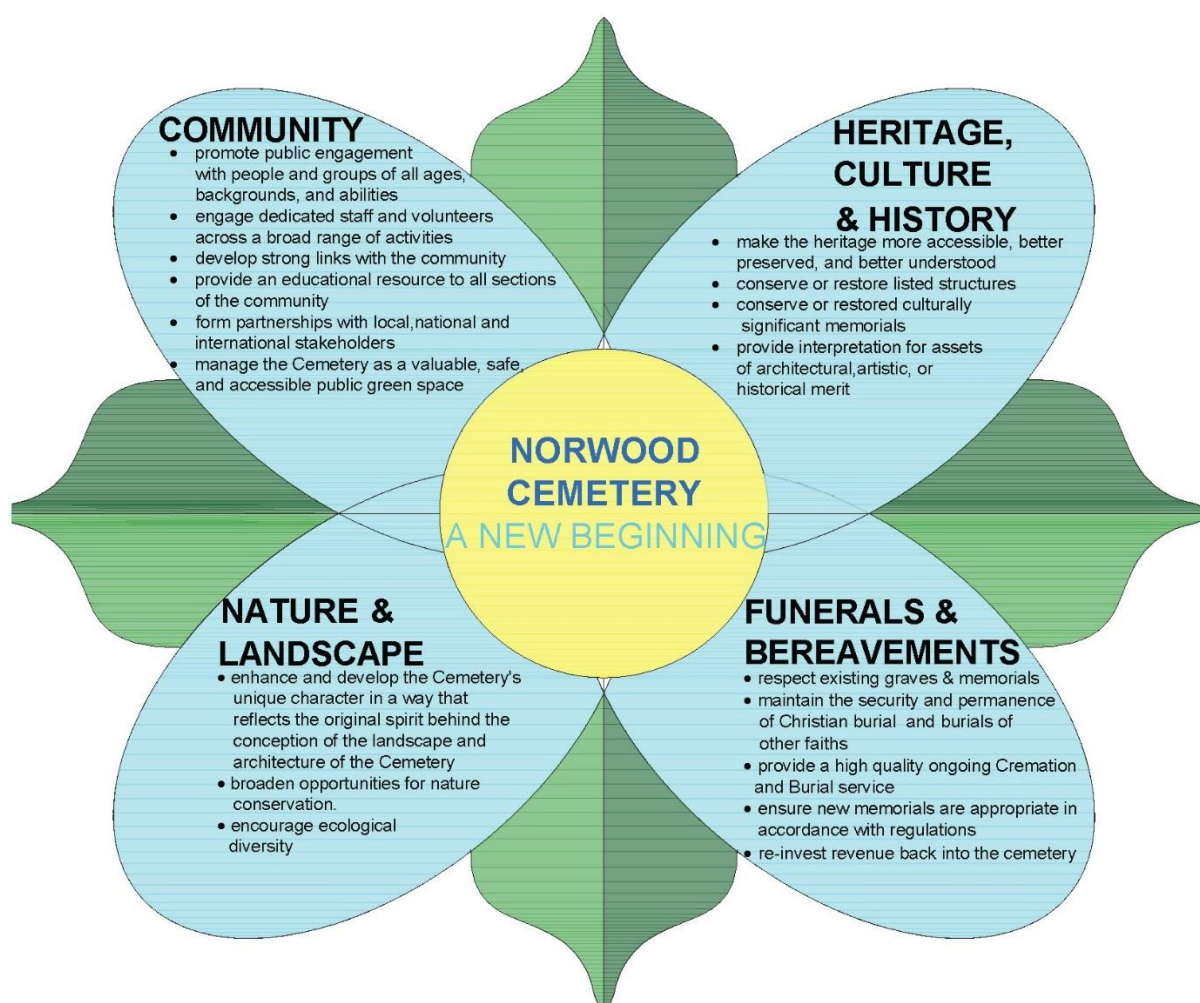 COMMUNITY
• promote public engagement
with people and groups of all ages,
backgrounds, and abilities
• engage dedicated staff and volunteers
across a broad range of activities
• develop strong links with the community
• provide an educational resource to all sections
of the community
• form partnerships with local,national and
international stakeholders
• manage the Cemetery as a valuable, safe,
and accessible public green space
HERITAGE,
CULTURE
& HISTORY
• make the heritage more accessible, better
preserved, and better understood
• conserve or restore listed structures
• conserve or restored culturally
significant memorials
• provide interpretation for assets
of architectural,artistic, or
historical merit
NORWOOD
CEMETERY
A NEW BEGINNING
NATURE &
LANDSCAPE
• enhance and develop the Cemetery's
unique character in a way that
reflects the original spirit behind the
conception of the landscape and
architecture of the Cemetery
• broaden opportunities for nature
conservation.
• encourage ecological
diversity
FUNERALS &
BEREAVEMENTS
• respect existing graves & memorials
• maintain the security and permanence
of Christian burial and burials of
other faiths
• provide a high quality ongoing Cremation
and Burial service
• ensure new memorials are appropriate in
accordance with regulations
• re-invest revenue back into the cemetery